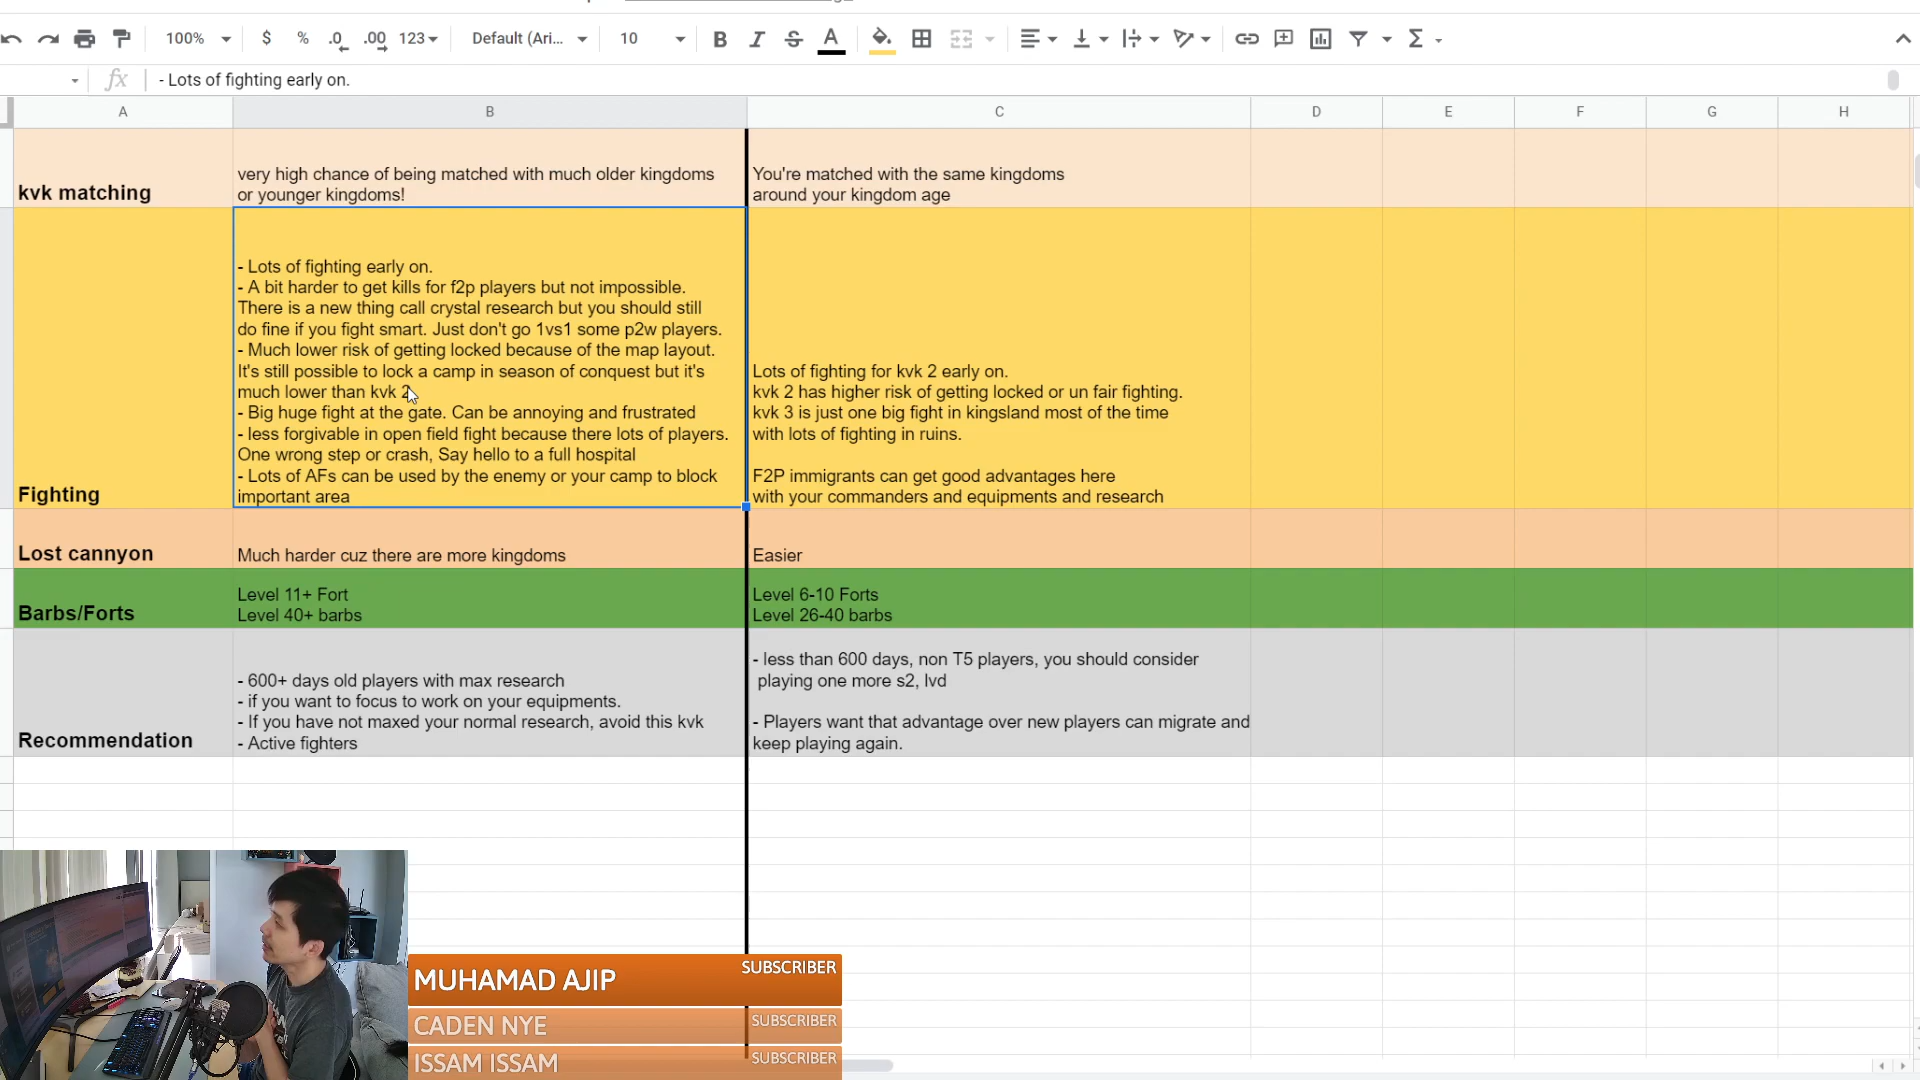 100%
$
%
.0
.00
123
Default (Ari...
10
B
I
S
A
Σ
fx
- Lots of fighting early on.
A
B
C
D
E
F
G
H
kvk matching
very high chance of being matched with much older kingdoms
or younger kingdoms!
You're matched with the same kingdoms
around your kingdom age
Fighting
- Lots of fighting early on.
- A bit harder to get kills for f2p players but not impossible.
There is a new thing call crystal research but you should still
do fine if you fight smart. Just don't go 1vs1 some p2w players.
- Much lower risk of getting locked because of the map layout.
It's still possible to lock a camp in season of conquest but it's
much lower than kvk 2
- Big huge fight at the gate. Can be annoying and frustrated
- less forgivable in open field fight because there lots of players.
One wrong step or crash, Say hello to a full hospital
- Lots of AFs can be used by the enemy or your camp to block
important area
Lots of fighting for kvk 2 early on.
kvk 2 has higher risk of getting locked or un fair fighting.
kvk 3 is just one big fight in kingsland most of the time
with lots of fighting in ruins.
F2P immigrants can get good advantages here
with your commanders and equipments and research
Lost cannyon
Much harder cuz there are more kingdoms
Easier
Barbs/Forts
Level 11+ Fort
Level 40+ barbs
Level 6-10 Forts
Level 26-40 barbs
Recommendation
- 600+ days old players with max research
- if you want to focus to work on your equipments.
- If you have not maxed your normal research, avoid this kvk
- Active fighters
- less than 600 days, non T5 players, you should consider
playing one more s2, lvd
- Players want that advantage over new players can migrate and
keep playing again.
MUHAMAD AJIP SUBSCRIBER
CADEN NYE SUBSCRIBER
ISSAM ISSAM SUBSCRIBER